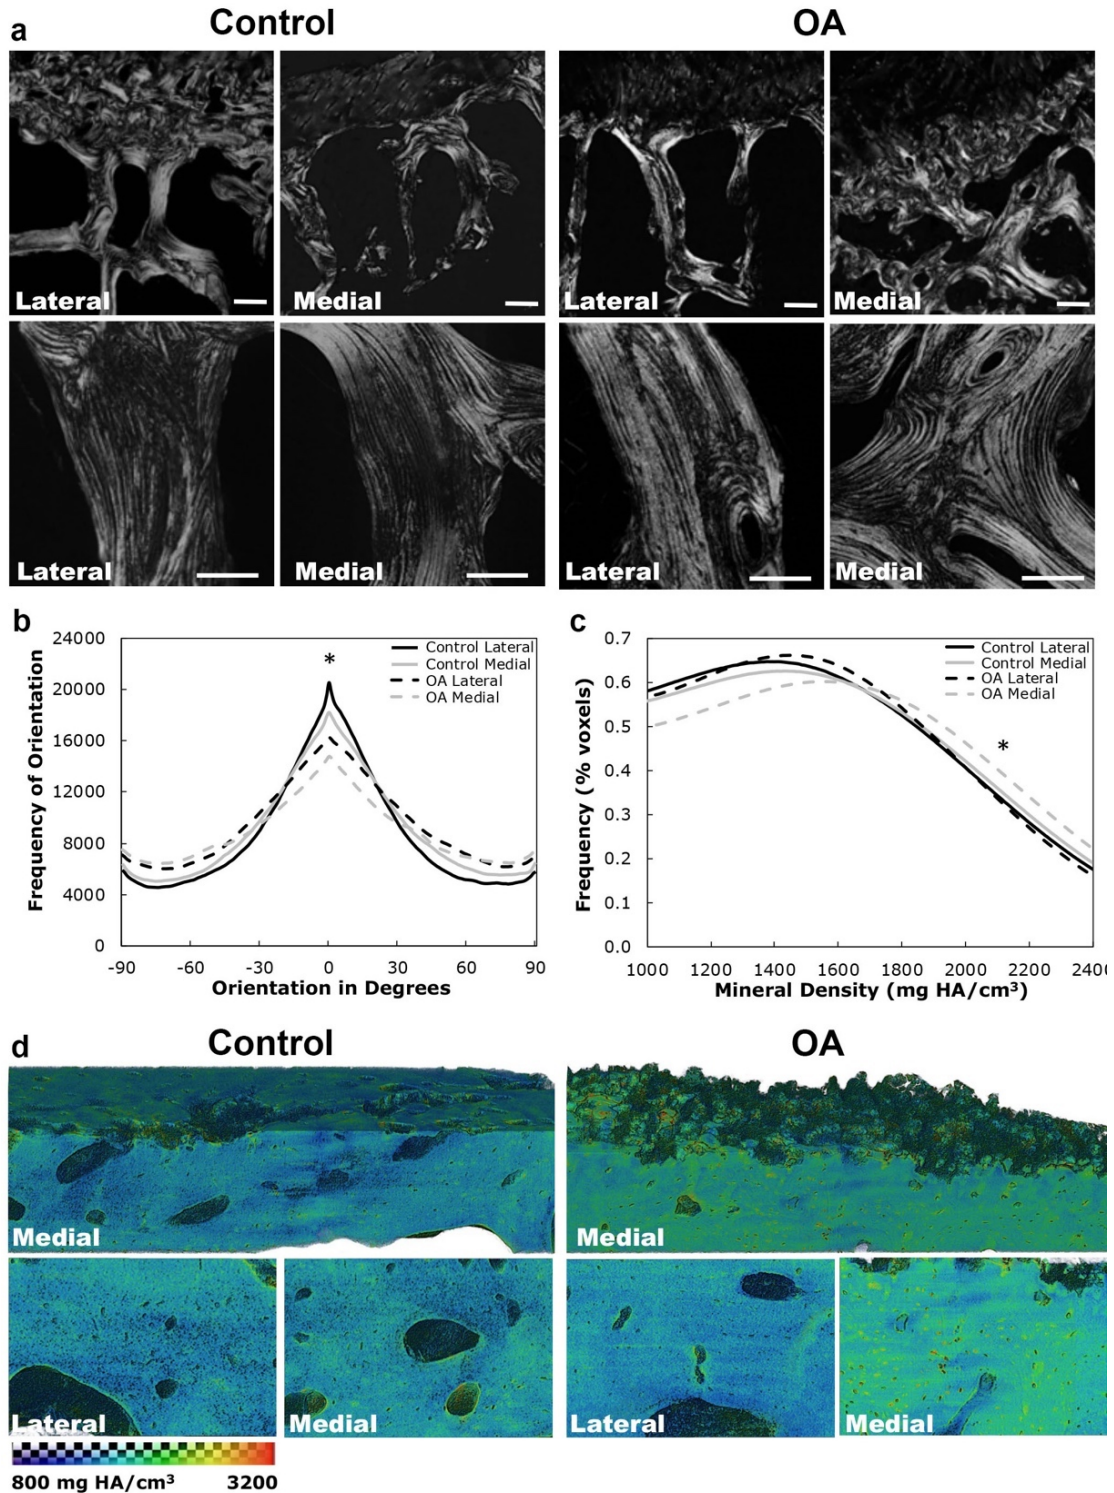 a
Control
OA
Lateral
Medial
Lateral
Medial
Lateral
Medial
Lateral
Medial
b
24000
20000
16000
12000
8000
4000
0
Frequency of Orientation
*
Control Lateral
Control Medial
OA Lateral
OA Medial
-90 -60 -30 0 30 60 90
Orientation in Degrees
c
0.7
0.6
0.5
0.4
0.3
0.2
0.1
0.0
Frequency (% voxels)
Control Lateral
Control Medial
OA Lateral
OA Medial
*
1000 1200 1400 1600 1800 2000 2200 2400
Mineral Density (mg HA/cm³)
d
Control
OA
Medial
Medial
Lateral
Medial
Lateral
Medial
800 mg HA/cm³ 3200